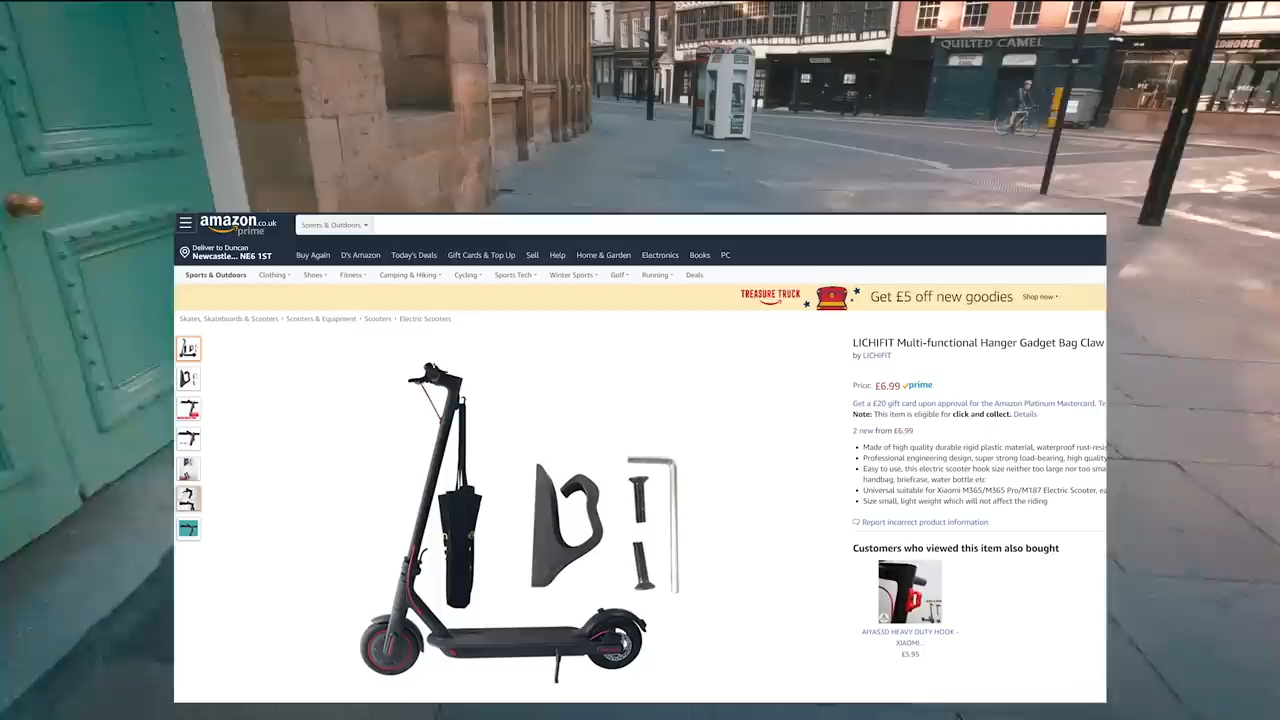 QUILTED CAMEL
amazon.co.uk
prime
Sports & Outdoors
Deliver to Duncan
Newcastle... NE6 1ST
Buy Again D's Amazon Today's Deals Gift Cards & Top Up Sell Help Home & Garden Electronics Books PC
Sports & Outdoors Clothing Shoes Fitness Camping & Hiking Cycling Sports Tech Winter Sports Golf Running Deals
TREASURE TRUCK Get £5 off new goodies Shop now
Skates, Skateboards & Scooters › Scooters & Equipment › Scooters › Electric Scooters
LICHIFIT Multi-functional Hanger Gadget Bag Claw
by LICHIFIT
Price: £6.99 prime
Get a £20 gift card upon approval for the Amazon Platinum Mastercard.
Note: This item is eligible for click and collect. Details
2 new from £6.99
• Made of high quality durable rigid plastic material, waterproof
• Professional engineering design, super strong load-bearing, high quality
• Easy to use, this electric scooter hook size neither too large nor too
handbag, briefcase, water bottle etc
• Universal suitable for Xiaomi M365/M365 Pro/M187 Electric Scooter,
• Size small, light weight which will not affect the riding
Report incorrect product information
Customers who viewed this item also bought
AIYAS3D HEAVY DUTY HOOK -
XIAOMI...
£5.95